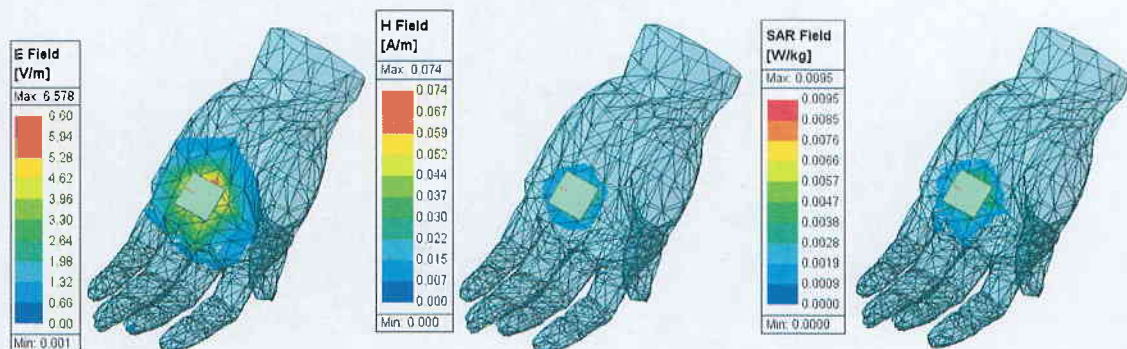 E Field
[V/m]
Max 6.578
6.60
5.94
5.28
4.62
3.96
3.30
2.64
1.98
1.32
0.66
0.00
Min: 0.001
H Field
[A/m]
Max 0.074
0.074
0.067
0.059
0.052
0.044
0.037
0.030
0.022
0.015
0.007
0.000
Min: 0.000
SAR Field
[W/kg]
Max: 0.0095
0.0095
0.0085
0.0076
0.0066
0.0057
0.0047
0.0038
0.0028
0.0019
0.0009
0.0000
Min: 0.0000